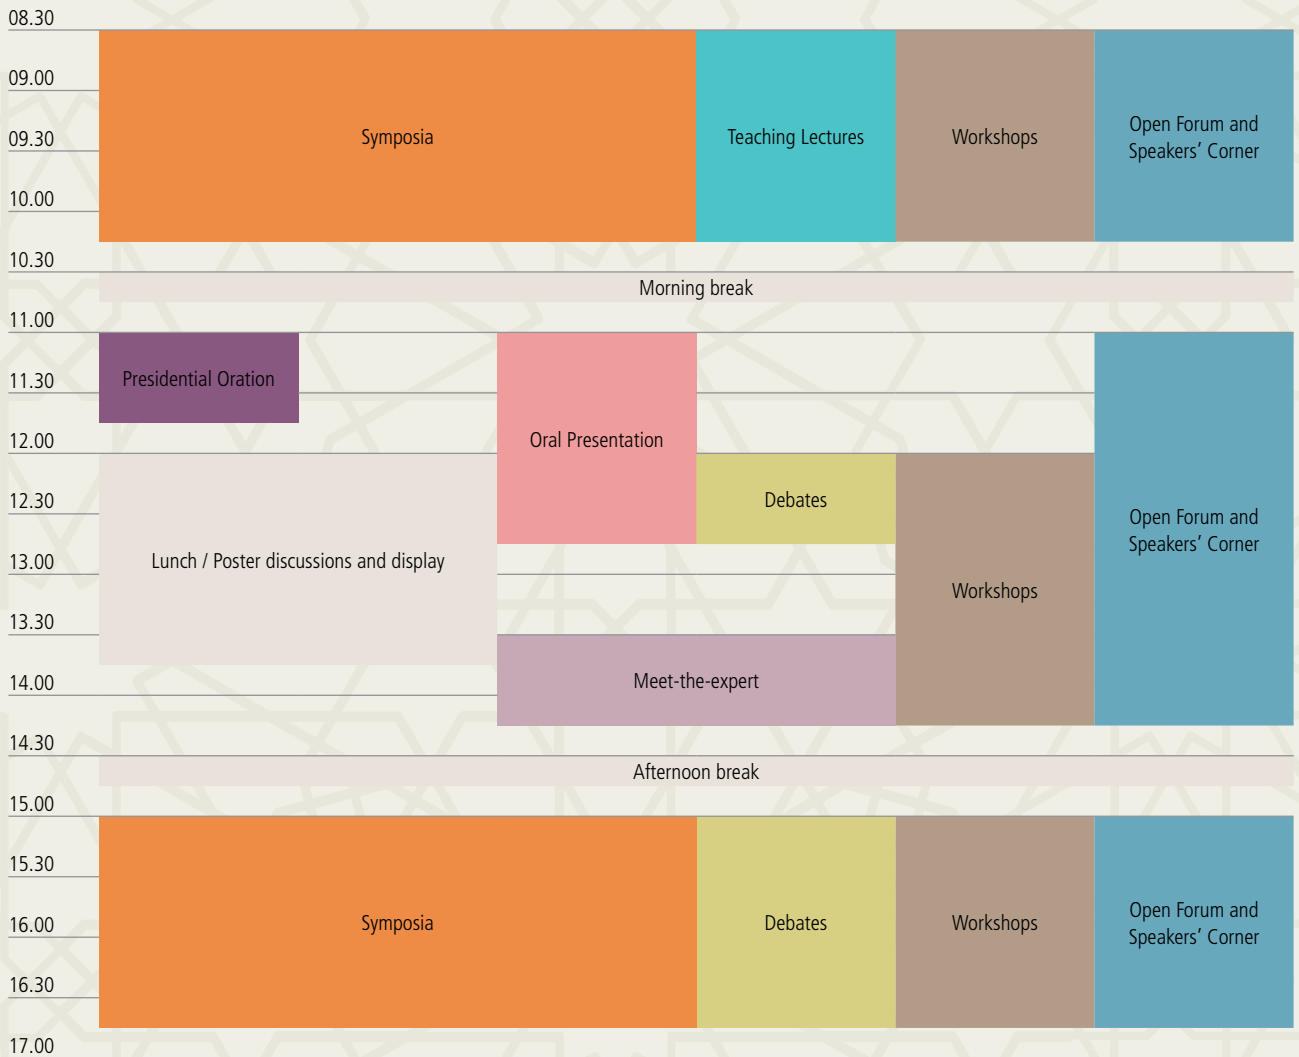 08.30
09.00
09.30
Symposia
Teaching Lectures
Workshops
Open Forum and
Speakers’ Corner
10.00
10.30
Morning break
11.00
Presidential Oration
11.30
12.00
Oral Presentation
12.30
Debates
Lunch / Poster discussions and display
13.00
Open Forum and
Speakers’ Corner
Workshops
13.30
Meet-the-expert
14.00
14.30
Afternoon break
15.00
15.30
16.00
Symposia
Debates
Workshops
Open Forum and
Speakers’ Corner
16.30
17.00